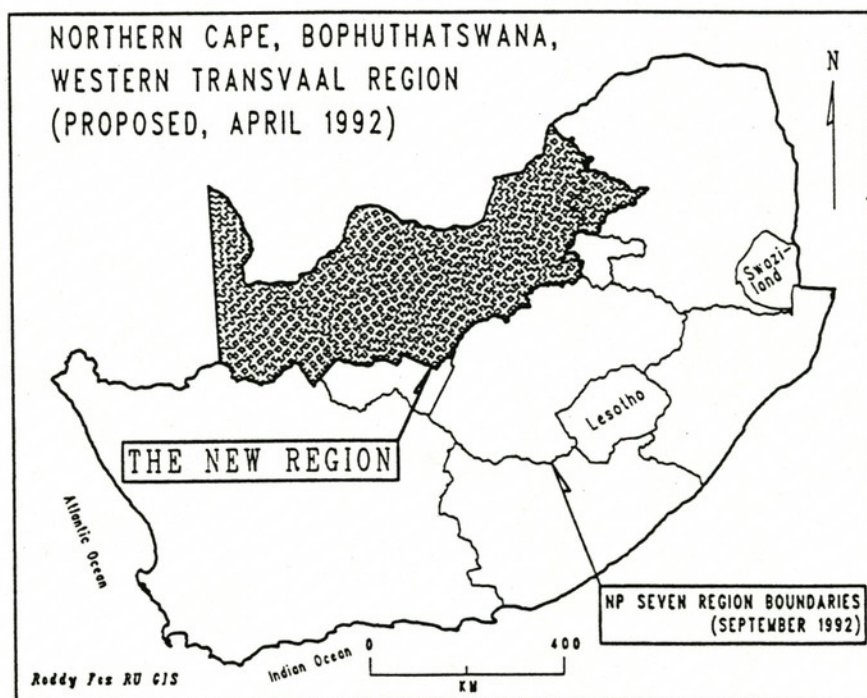 NORTHERN CAPE, BOPHUTHATSWANA,
WESTERN TRANSVAAL REGION
(PROPOSED, APRIL 1992)
N
Swazi-
land
Lesotho
THE NEW REGION
Atlantic Ocean
NP SEVEN REGION BOUNDARIES
(SEPTEMBER 1992)
Indian Ocean
0 400
KM
Roddy Fox RU GIS